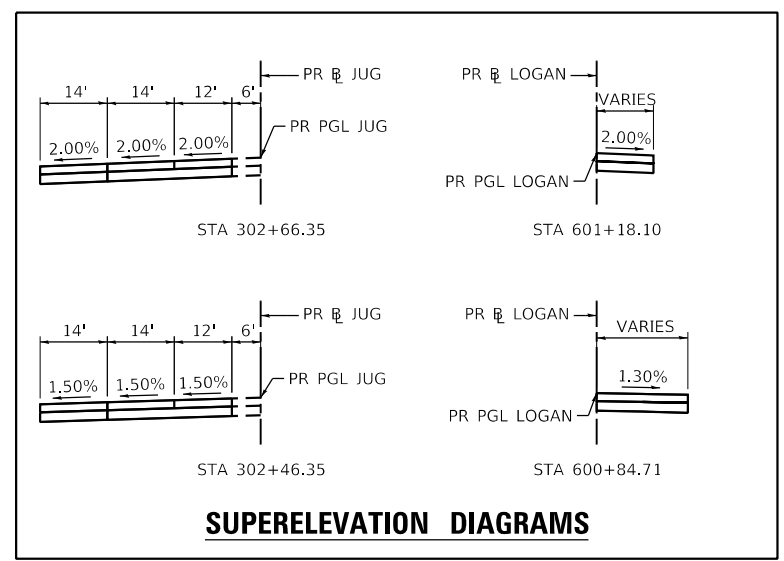 PR ⅊ JUG
14' 14' 12' 6'
PR PGL JUG
2.00% 2.00% 2.00%
STA 302+66.35
PR ⅊ LOGAN
VARIES
2.00%
PR PGL LOGAN
STA 601+18.10
PR ⅊ JUG
14' 14' 12' 6'
PR PGL JUG
1.50% 1.50% 1.50%
STA 302+46.35
PR ⅊ LOGAN
VARIES
1.30%
PR PGL LOGAN
STA 600+84.71
SUPERELEVATION DIAGRAMS